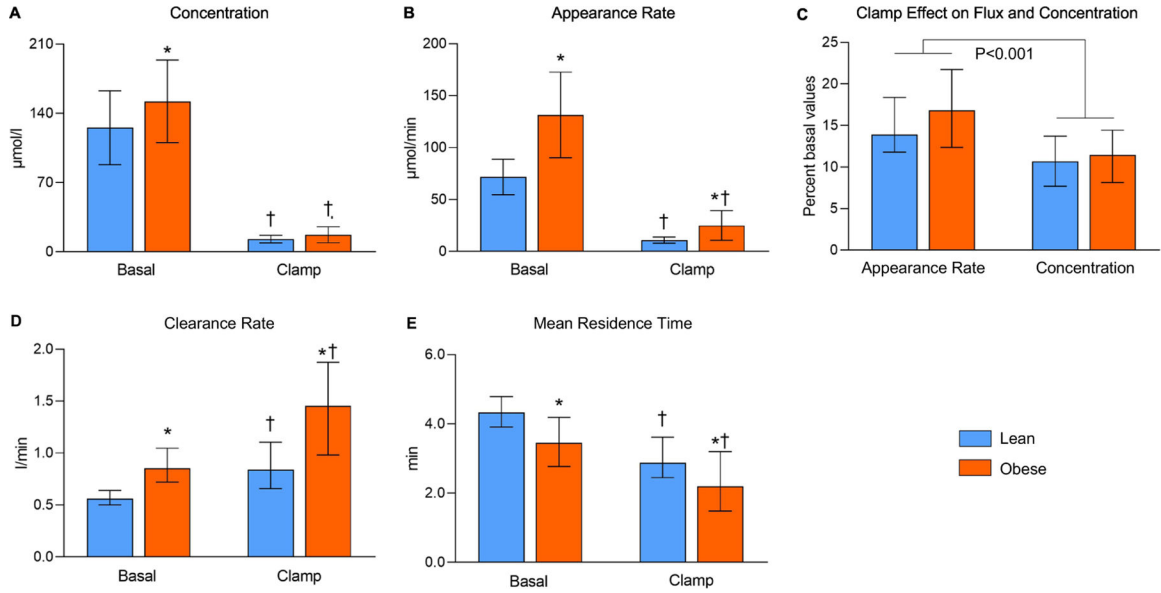 A
Concentration
210
140
70
0
µmol/l
*
†
†
Basal
Clamp
B
Appearance Rate
200
150
100
50
0
µmol/min
*
†
*†
Basal
Clamp
C
Clamp Effect on Flux and Concentration
25
20
15
10
5
0
Percent basal values
P<0.001
Appearance Rate
Concentration
D
Clearance Rate
2.0
1.5
1.0
0.5
0.0
l/min
*
†
*†
Basal
Clamp
E
Mean Residence Time
6.0
4.0
2.0
0.0
min
*
†
*†
Basal
Clamp
Lean
Obese